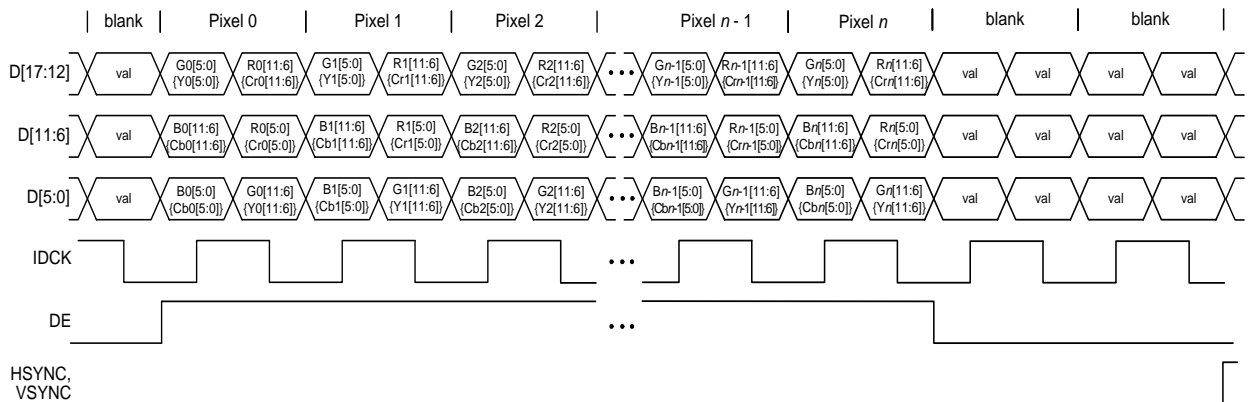 blank Pixel 0 Pixel 1 Pixel 2 Pixel n - 1 Pixel n blank blank
D[17:12] val G0[5:0] R0[11:6] G1[5:0] R1[11:6] G2[5:0] R2[11:6] ••• Gn-1[5:0] Rn-1[11:6] Gn[5:0] Rn[11:6] val val val val
{Y0[5:0]} {Cr0[11:6]} {Y1[5:0]} {Cr1[11:6]} {Y2[5:0]} {Cr2[11:6]} {Yn-1[5:0]} {Crn-1[11:6]} {Yn[5:0]} {Crn[11:6]}
D[11:6] val B0[11:6] R0[5:0] B1[11:6] R1[5:0] B2[11:6] R2[5:0] ••• Bn-1[11:6] Rn-1[5:0] Bn[11:6] Rn[5:0] val val val val
{Cb0[11:6]} {Cr0[5:0]} {Cb1[11:6]} {Cr1[5:0]} {Cb2[11:6]} {Cr2[5:0]} {Cbn-1[11:6]} {Crn-1[5:0]} {Cbn[11:6]} {Crn[5:0]}
D[5:0] val B0[5:0] G0[11:6] B1[5:0] G1[11:6] B2[5:0] G2[11:6] ••• Bn-1[5:0] Gn-1[11:6] Bn[5:0] Gn[11:6] val val val val
{Cb0[5:0]} {Y0[11:6]} {Cb1[5:0]} {Y1[11:6]} {Cb2[5:0]} {Y2[11:6]} {Cbn-1[5:0]} {Yn-1[11:6]} {Cbn[5:0]} {Yn[11:6]}
IDCK •••
DE •••
HSYNC,
VSYNC